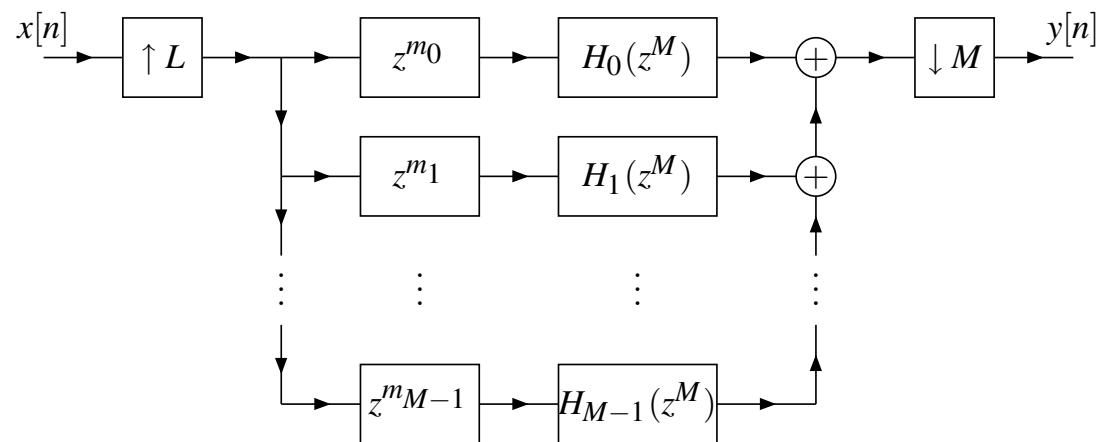 x[n] ↑ L z^{m_0} H_0(z^M) + ↓ M y[n]
z^{m_1} H_1(z^M) +
⋮ ⋮ ⋮ ⋮
z^{m_{M−1}} H_{M−1}(z^M)